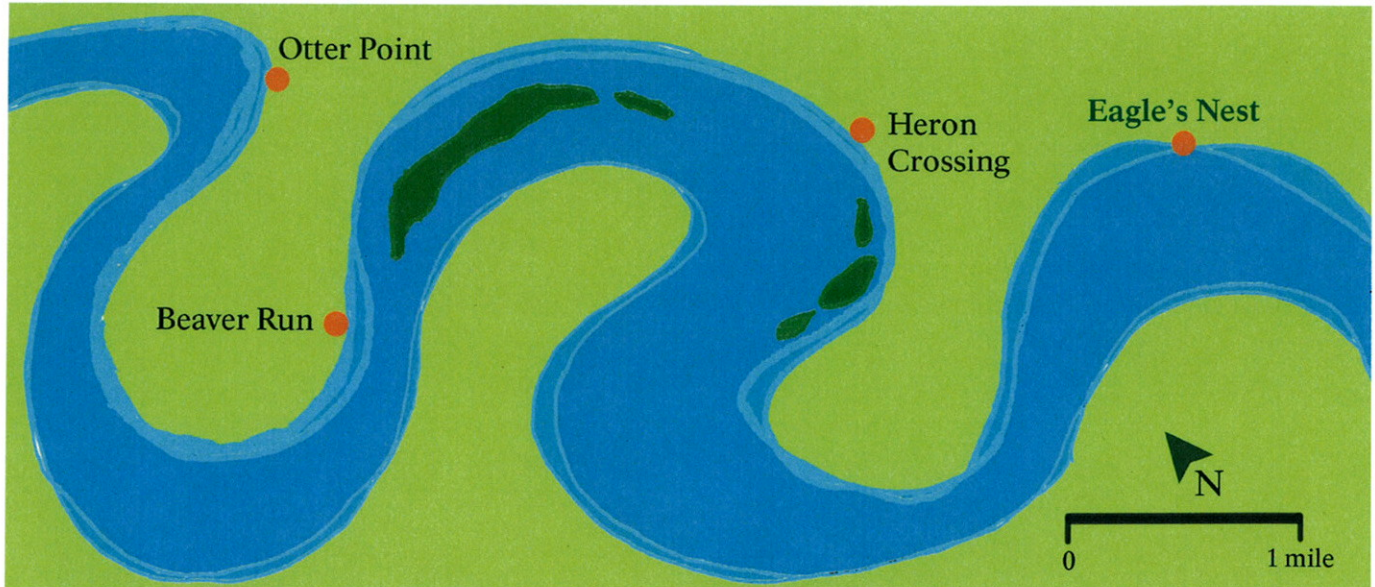 Otter Point
Heron
Crossing
Eagle's Nest
Beaver Run
N
0 1 mile